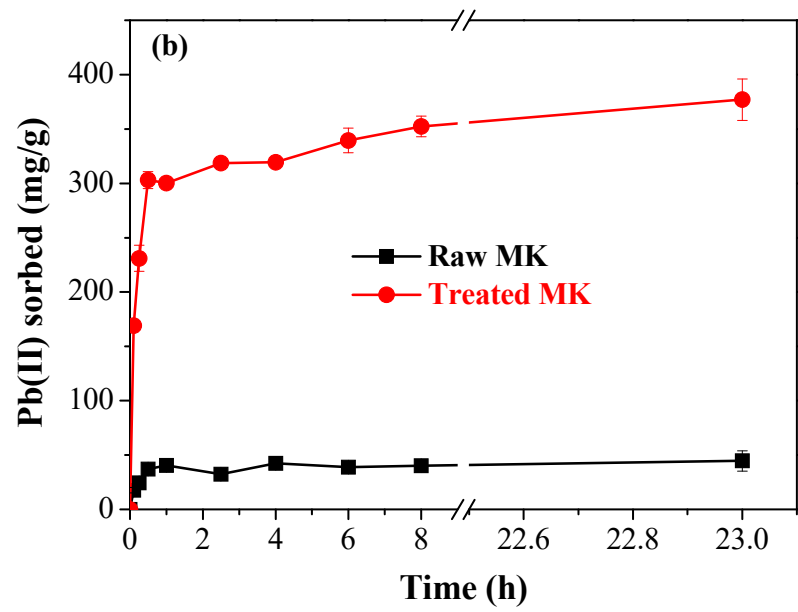 (b)
Pb(II) sorbed (mg/g)
400
300
200
100
0
Raw MK
Treated MK
0 2 4 6 8 22.6 22.8 23.0
Time (h)